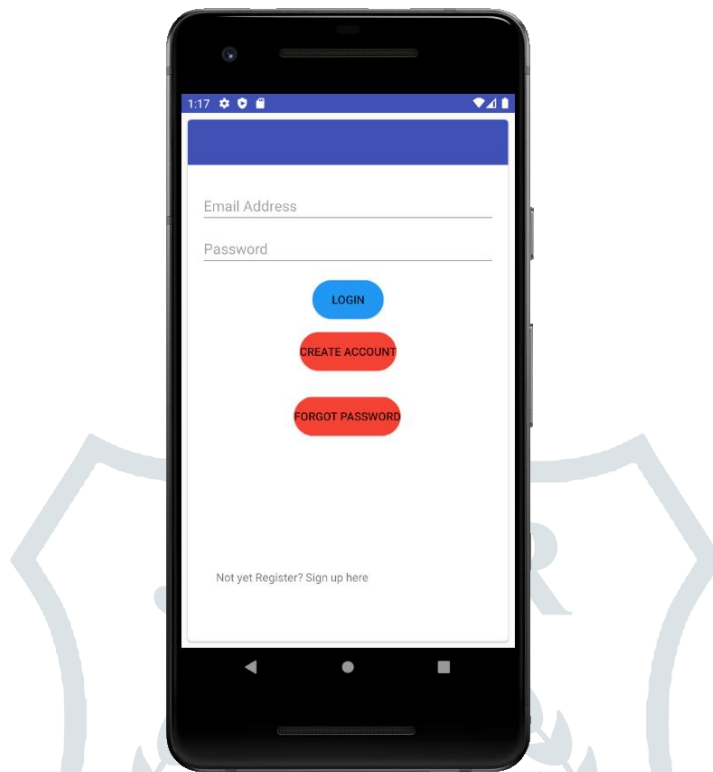 1:17
Email Address
Password
LOGIN
CREATE ACCOUNT
FORGOT PASSWORD
Not yet Register? Sign up here
R